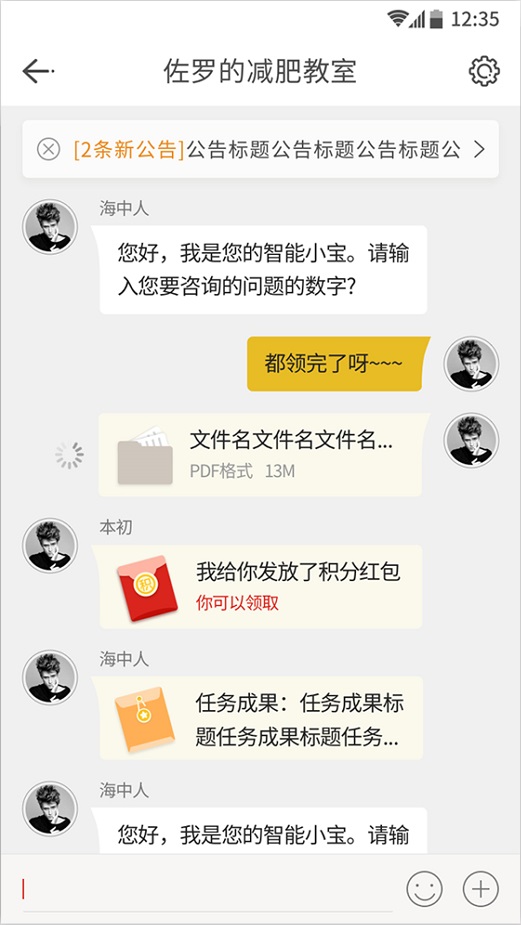 12:35
佐罗的减肥教室
[2条新公告]公告标题公告标题公告标题公
海中人
您好，我是您的智能小宝。请输
入您要咨询的问题的数字?
都领完了呀~~~
文件名文件名文件名...
PDF格式 13M
本初
我给你发放了积分红包
积
你可以领取
海中人
任务成果：任务成果标
题任务成果标题任务...
海中人
您好，我是您的智能小宝。请输